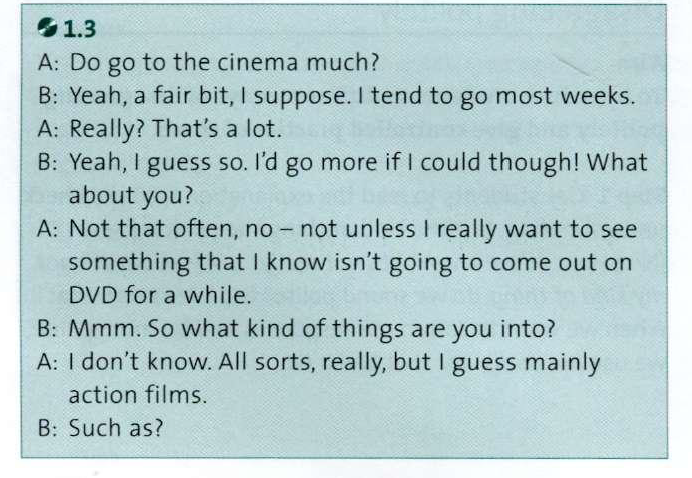 1.3
A: Do go to the cinema much?
B: Yeah, a fair bit, I suppose. I tend to go most weeks.
A: Really? That's a lot.
B: Yeah, I guess so. I'd go more if I could though! What
about you?
A: Not that often, no – not unless I really want to see
something that I know isn't going to come out on
DVD for a while.
B: Mmm. So what kind of things are you into?
A: I don't know. All sorts, really, but I guess mainly
action films.
B: Such as?